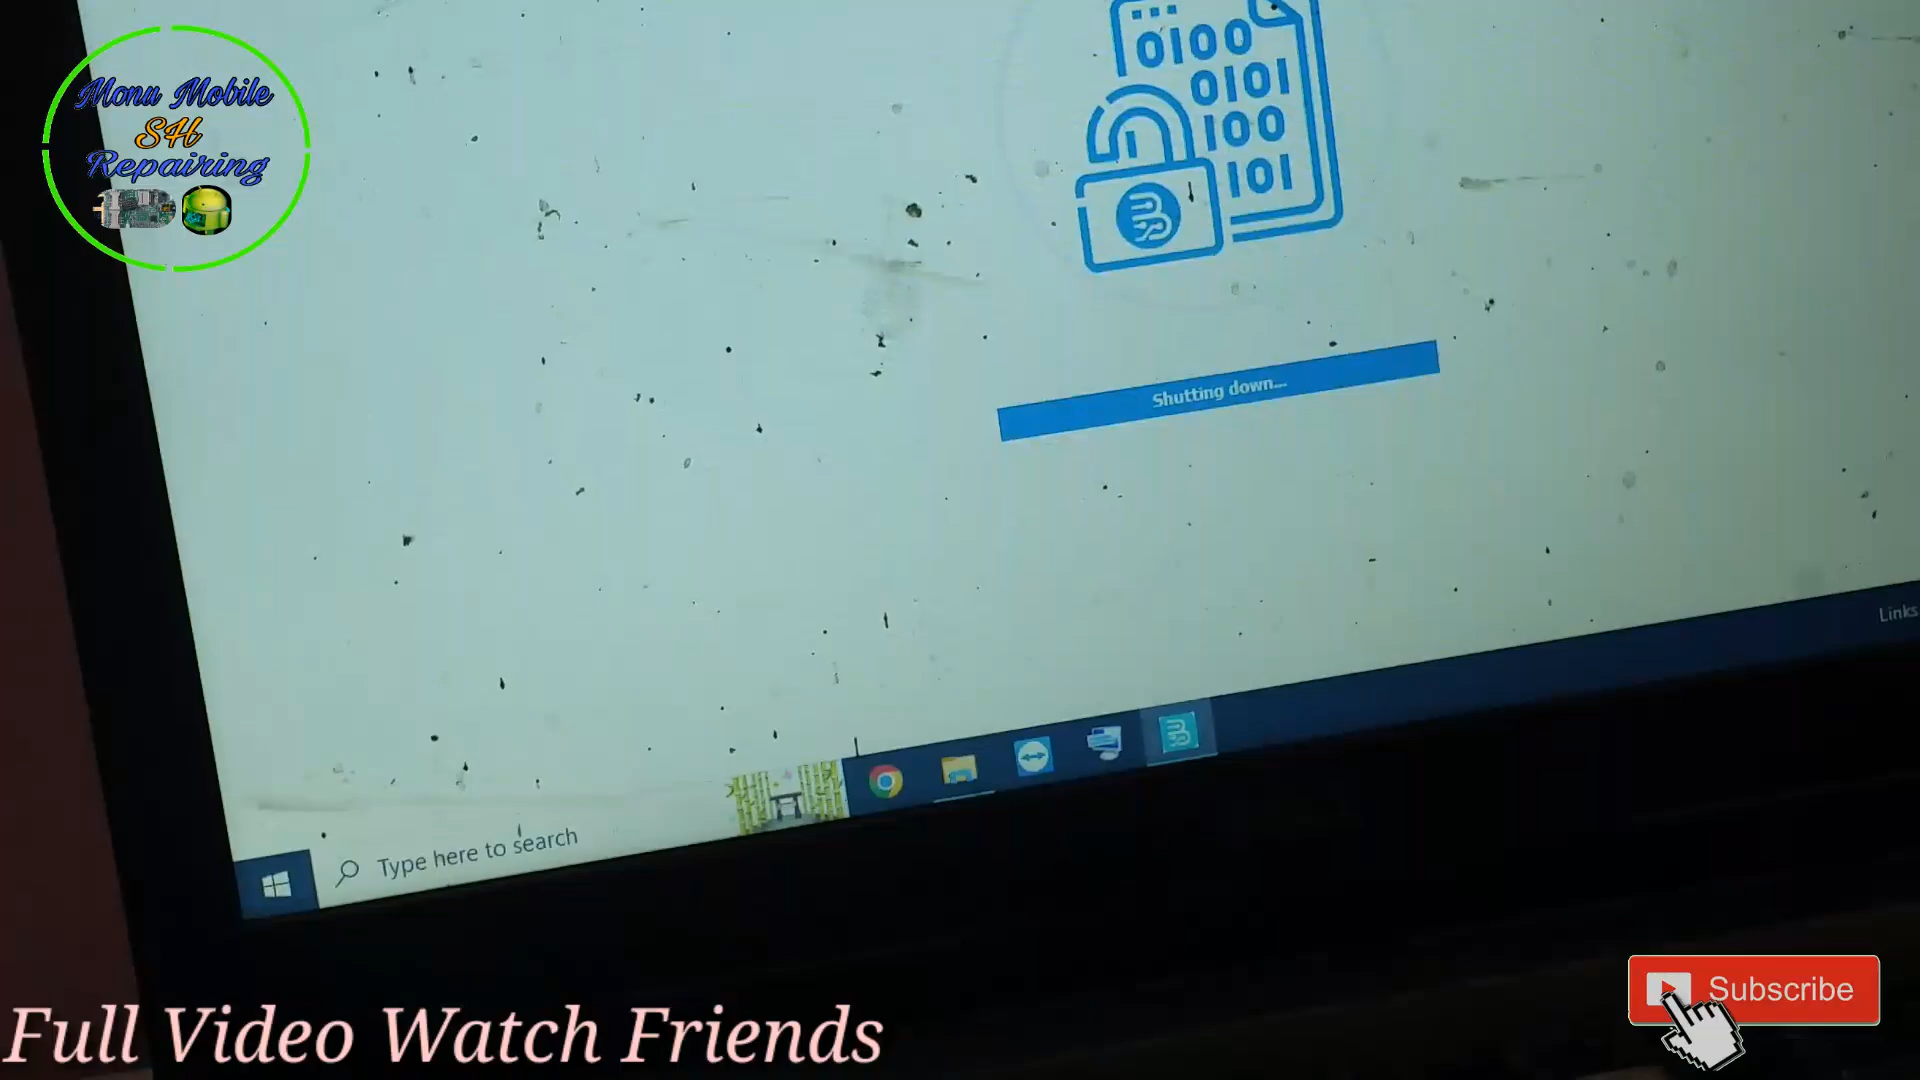 Monu Mobile
SH
Repairing
0100
0101
100
101
Shutting down...
Links
Type here to search
Subscribe
Full Video Watch Friends